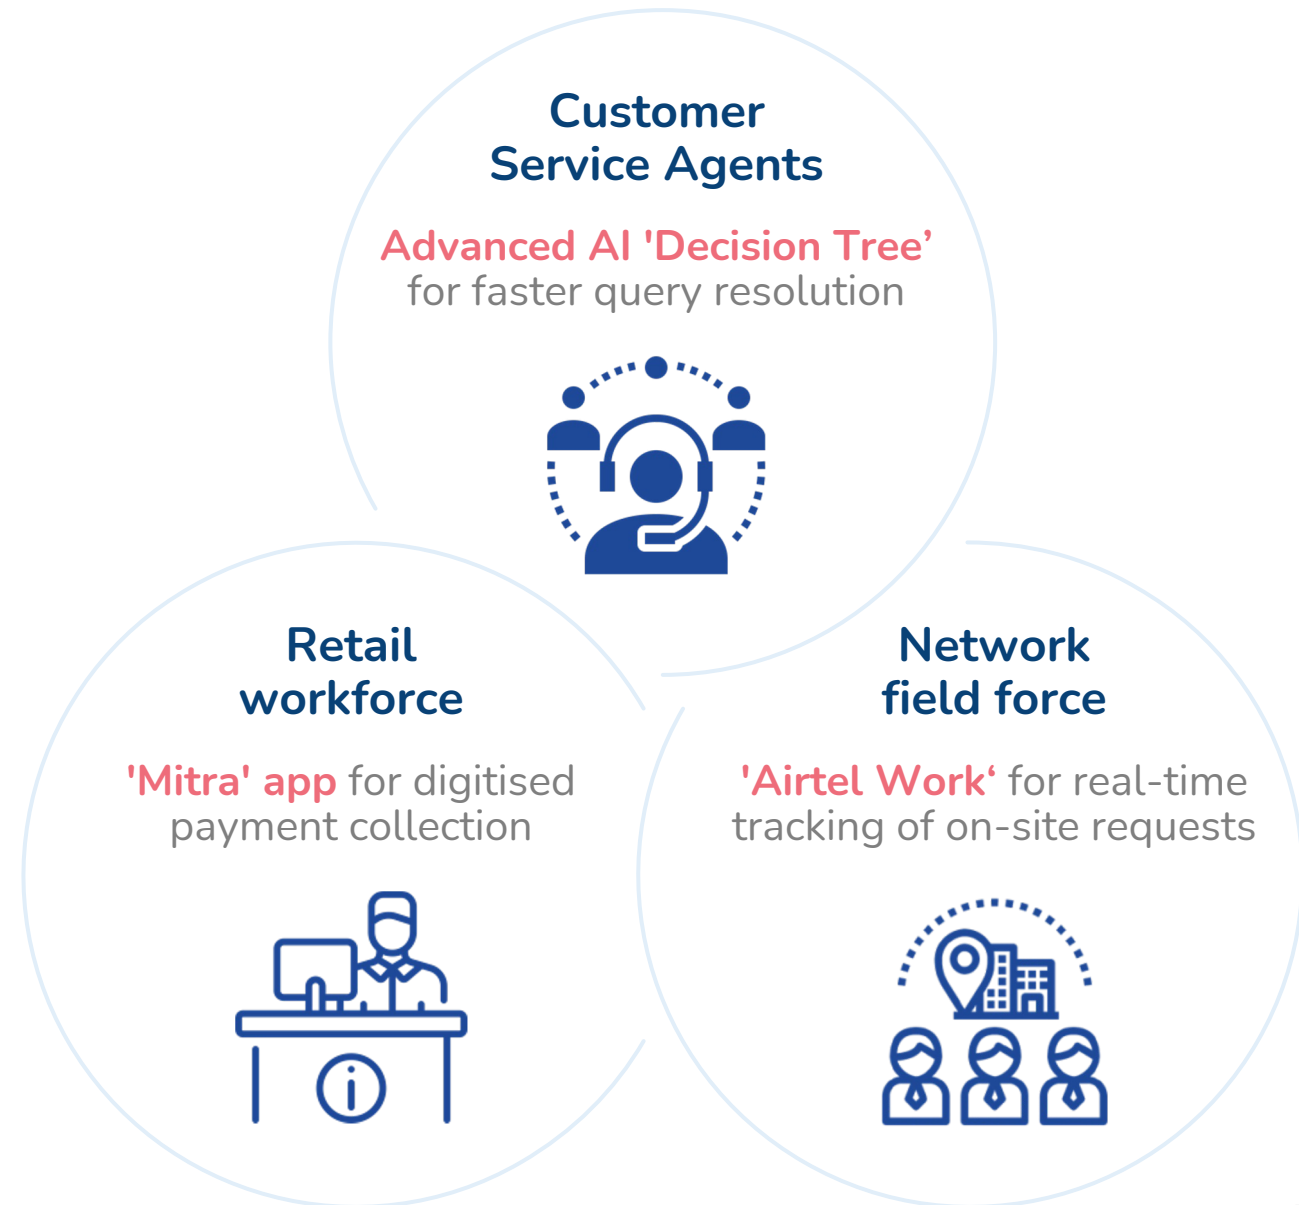 Customer
Service Agents
Advanced AI 'Decision Tree’
for faster query resolution
Retail
workforce
'Mitra' app for digitised
payment collection
Network
field force
'Airtel Work‘ for real-time
tracking of on-site requests